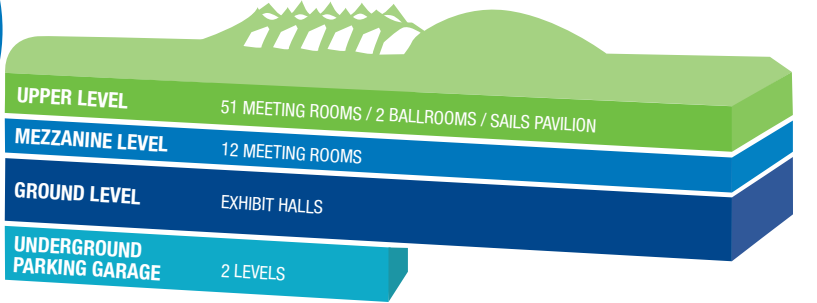 UPPER LEVEL 51 MEETING ROOMS / 2 BALLROOMS / SAILS PAVILION
MEZZANINE LEVEL 12 MEETING ROOMS
GROUND LEVEL EXHIBIT HALLS
UNDERGROUND
PARKING GARAGE 2 LEVELS